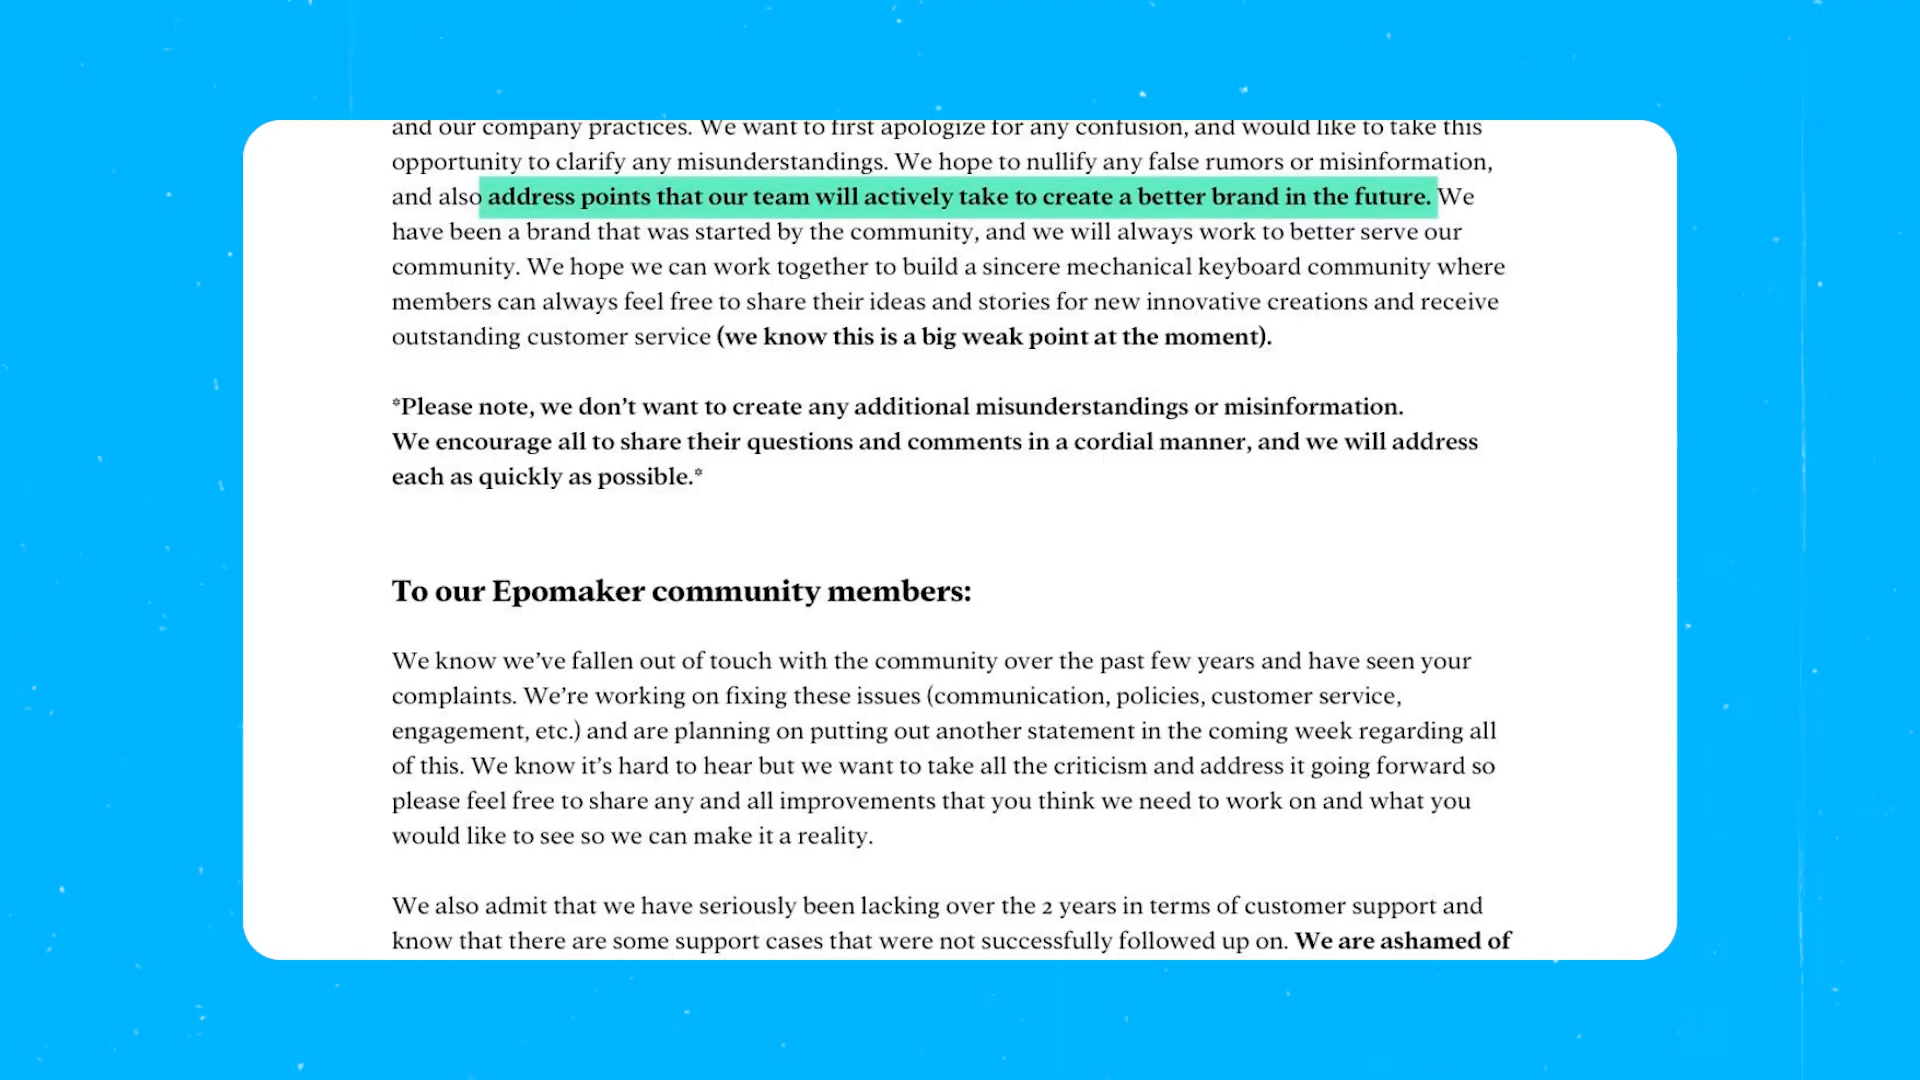 and our company practices. We want to first apologize for any confusion, and would like to take this
opportunity to clarify any misunderstandings. We hope to nullify any false rumors or misinformation,
and also address points that our team will actively take to create a better brand in the future. We
have been a brand that was started by the community, and we will always work to better serve our
community. We hope we can work together to build a sincere mechanical keyboard community where
members can always feel free to share their ideas and stories for new innovative creations and receive
outstanding customer service (we know this is a big weak point at the moment).
*Please note, we don’t want to create any additional misunderstandings or misinformation.
We encourage all to share their questions and comments in a cordial manner, and we will address
each as quickly as possible.*
To our Epomaker community members:
We know we’ve fallen out of touch with the community over the past few years and have seen your
complaints. We’re working on fixing these issues (communication, policies, customer service,
engagement, etc.) and are planning on putting out another statement in the coming week regarding all
of this. We know it’s hard to hear but we want to take all the criticism and address it going forward so
please feel free to share any and all improvements that you think we need to work on and what you
would like to see so we can make it a reality.
We also admit that we have seriously been lacking over the 2 years in terms of customer support and
know that there are some support cases that were not successfully followed up on. We are ashamed of